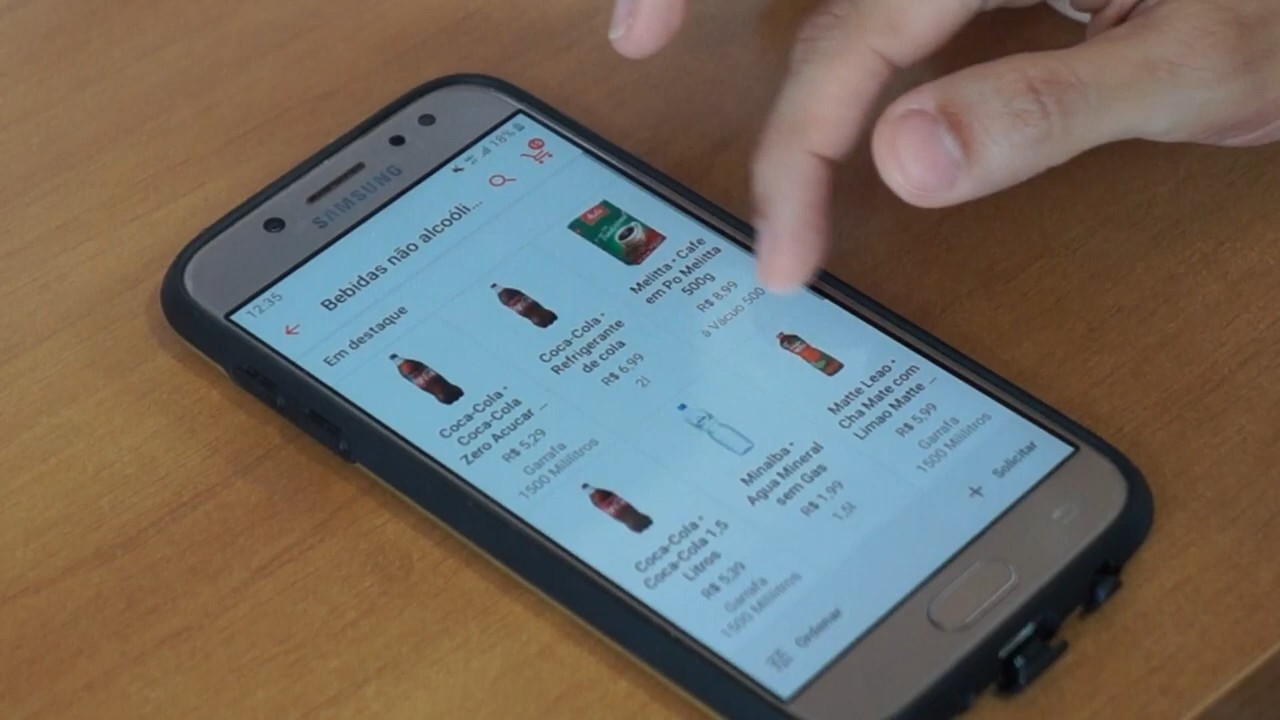 SAMSUNG
12:35
18%
Bebidas não alcoóli...
Em destaque
Coca-Cola •
Coca-Cola
Zero Acucar ...
R$ 5,29
Garrafa
1500 Mililitros
Coca-Cola •
Refrigerante
de cola
R$ 6,99
2l
Melitta • Cafe
em Po Melitta
500g
R$ 8,99
à Vácuo 500
Coca-Cola •
Coca-Cola 1,5
Litros
R$ 5,39
Garrafa
1500 Mililitros
Minalba •
Agua Mineral
sem Gas
R$ 1,99
1,5l
Matte Leao •
Cha Mate com
Limao Matte ...
R$ 5,99
Garrafa
1500 Mililitros
Ordenar
+ Solicitar